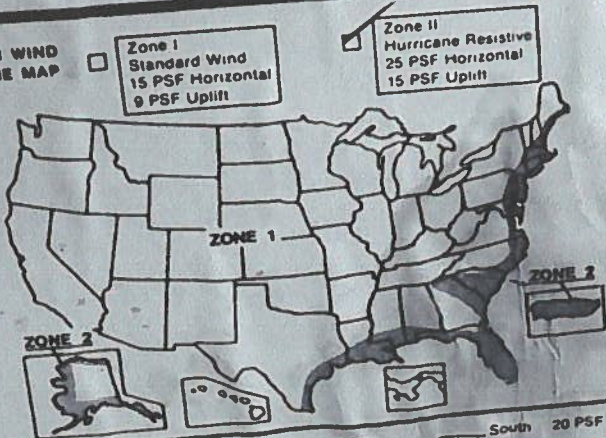 WIND
MAP
Zone I
Standard Wind
15 PSF Horizontal
9 PSF Uplift
Zone II
Hurricane Resistive
25 PSF Horizontal
15 PSF Uplift
ZONE 1
ZONE 2
ZONE 2
South 20 PSF